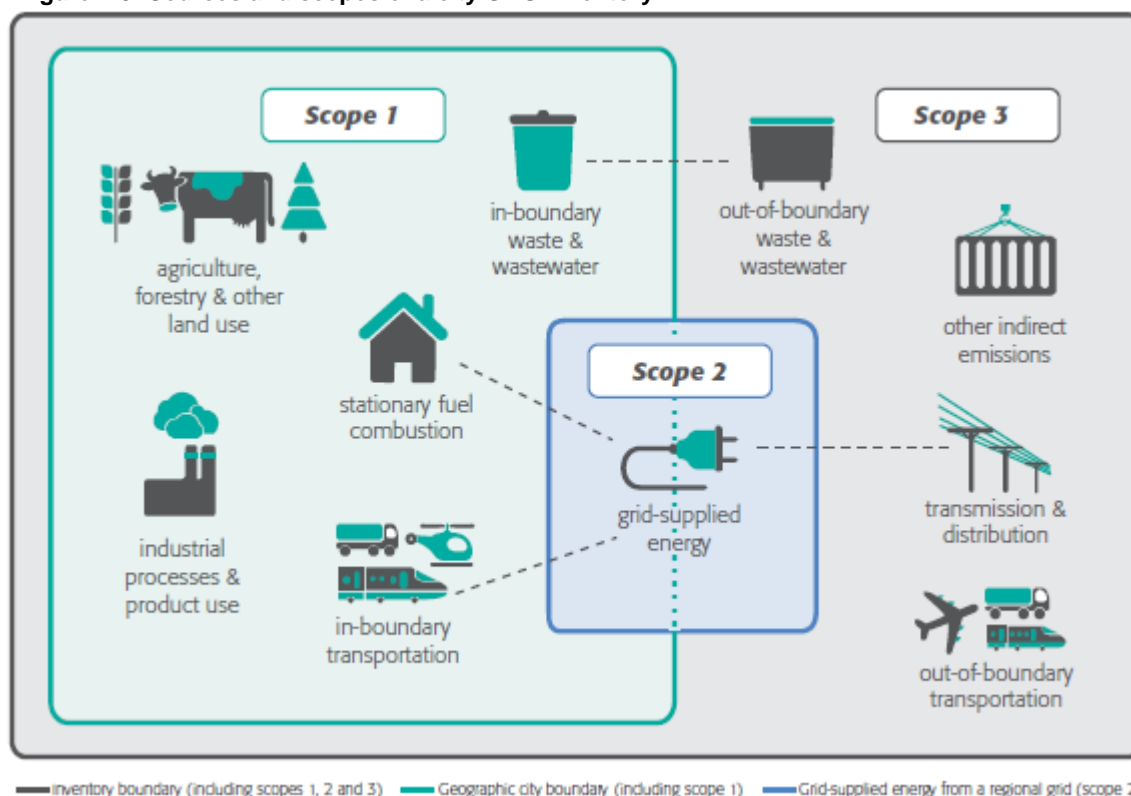 Scope 1
Scope 3
in-boundary
waste &
wastewater
out-of-boundary
waste &
wastewater
agriculture,
forestry & other
land use
other indirect
emissions
Scope 2
stationary fuel
combustion
grid-supplied
energy
transmission &
distribution
industrial
processes &
product use
in-boundary
transportation
out-of-boundary
transportation
Inventory boundary (including scopes 1, 2 and 3) Geographic city boundary (including scope 1) Grid-supplied energy from a regional grid (scope 2